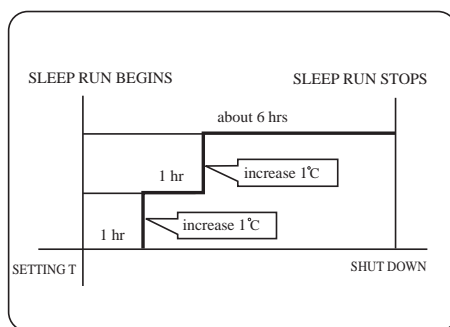 SLEEP RUN BEGINS
SLEEP RUN STOPS
about 6 hrs
1 hr
increase 1℃
increase 1℃
1 hr
SETTING T
SHUT DOWN